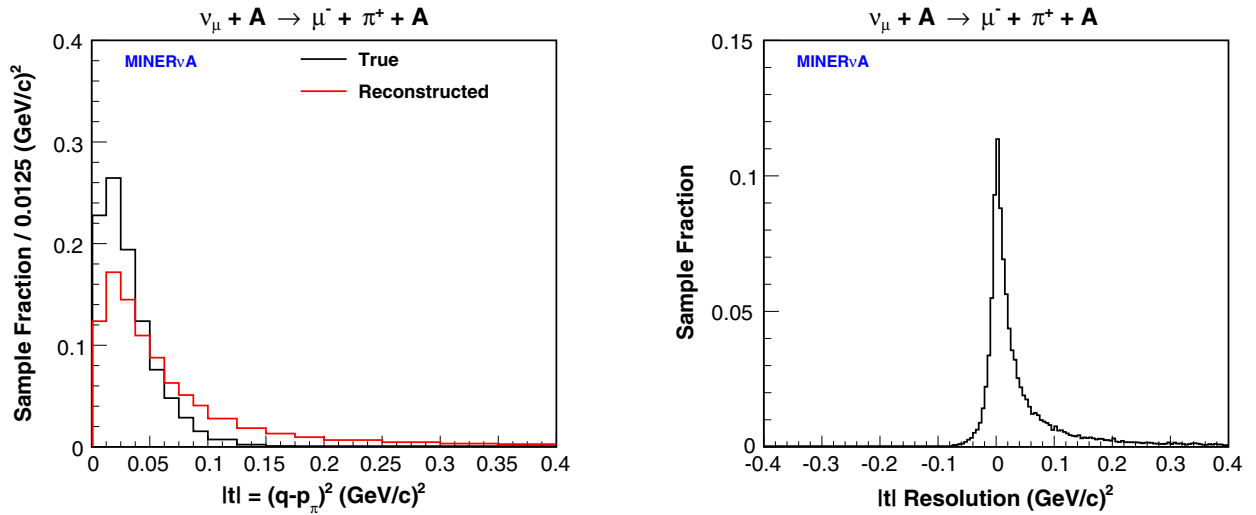 ν_μ + A → μ⁻ + π⁺ + A
0.4
0.3
0.2
0.1
0
Sample Fraction / 0.0125 (GeV/c)²
MINERνA
True
Reconstructed
0 0.05 0.1 0.15 0.2 0.25 0.3 0.35 0.4
|t| = (q-p_π)² (GeV/c)²
ν_μ + A → μ⁻ + π⁺ + A
0.15
0.1
0.05
0
Sample Fraction
MINERνA
-0.4 -0.3 -0.2 -0.1 0 0.1 0.2 0.3 0.4
|t| Resolution (GeV/c)²